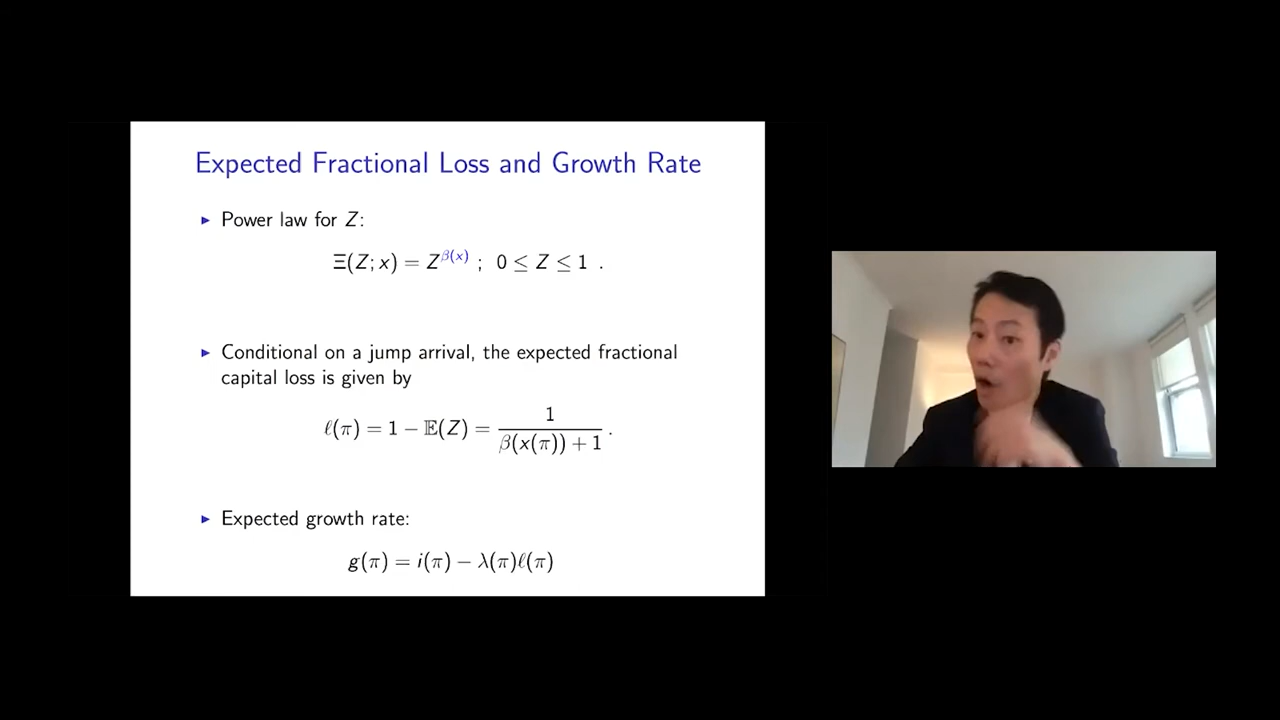 Expected Fractional Loss and Growth Rate
▶ Power law for Z:
Ξ(Z; x) = Z^{β(x)} ; 0 ≤ Z ≤ 1 .
▶ Conditional on a jump arrival, the expected fractional
capital loss is given by
ℓ(π) = 1 − 𝔼(Z) = 1 / (β(x(π)) + 1) .
▶ Expected growth rate:
g(π) = i(π) − λ(π)ℓ(π)